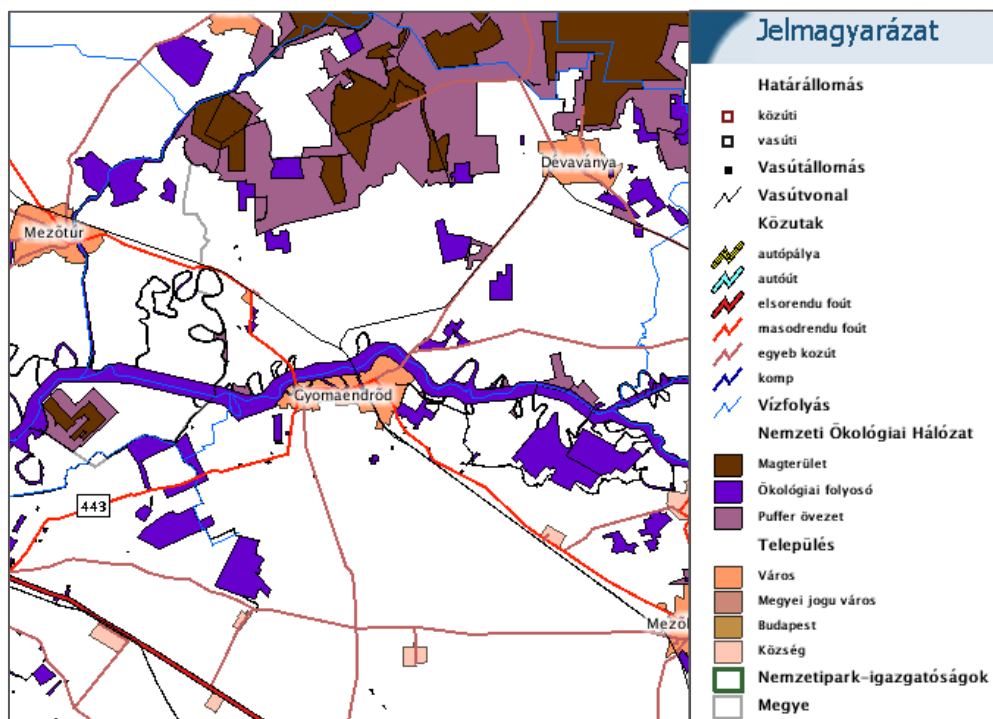 Mezőtúr
Dévaványa
Gyomaendrőd
443
Mezőb
Jelmagyarázat
Határállomás
közúti
vasúti
Vasútállomás
Vasútvonal
Közutak
autópálya
autóút
elsorendu foút
masodrendu foút
egyeb kozút
komp
Vízfolyás
Nemzeti Ökológiai Hálózat
Magterület
Ökológiai folyosó
Puffer övezet
Település
Város
Megyei jogu város
Budapest
Község
Nemzetipark-igazgatóságok
Megye